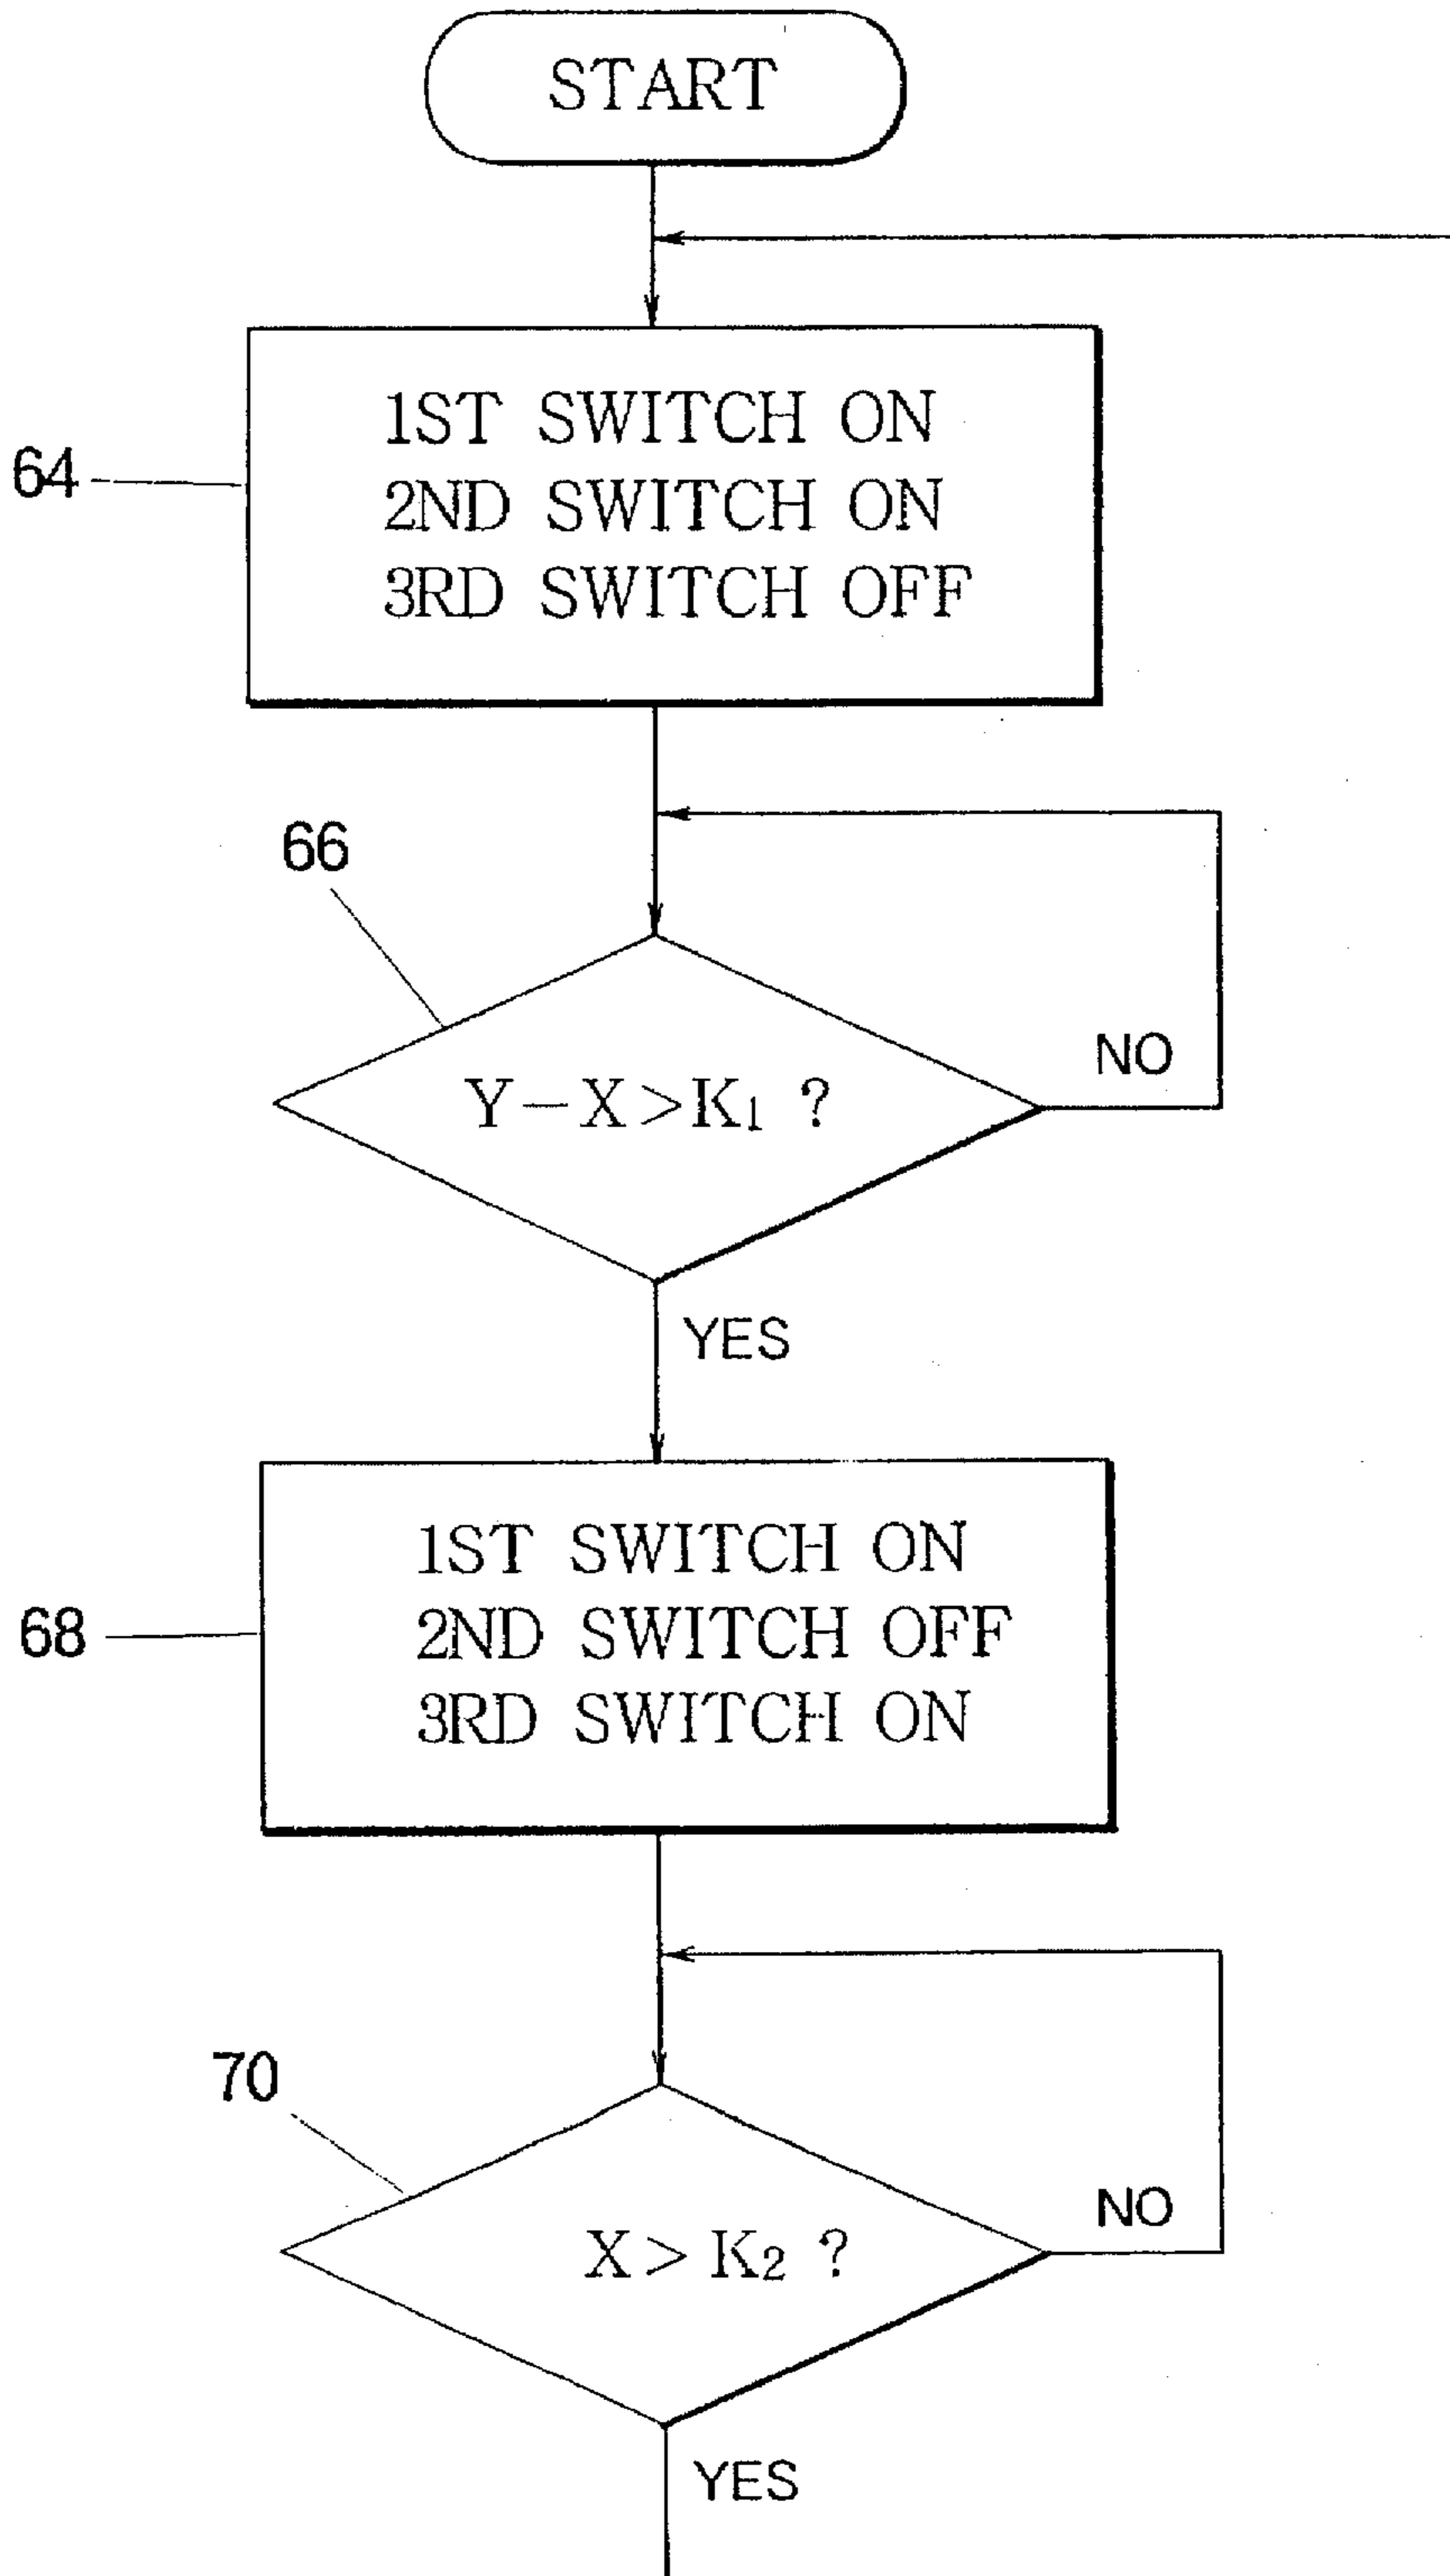 START
64
1ST SWITCH ON
2ND SWITCH ON
3RD SWITCH OFF
66
Y-X>K₁ ?
NO
YES
68
1ST SWITCH ON
2ND SWITCH OFF
3RD SWITCH ON
70
X>K₂ ?
NO
YES